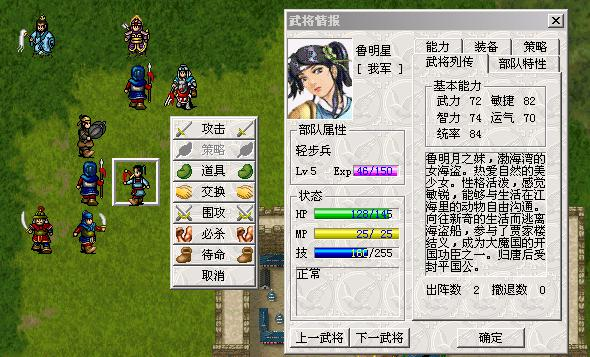 武将情报
鲁明星
[ 我军 ]
部队属性
轻步兵
Lv 5 Exp 46/150
状态
HP 128/145
MP 25/ 25
技 160/255
正常
上一武将 下一武将
能力 装备 策略
武将列传 部队特性
基本能力
武力 72 敏捷 82
智力 74 运气 70
统率 84
鲁明月之妹，渤海湾的
女海盗。热爱自然的美
少女。性格活泼，感觉
敏锐，能够与生活在江
海里的动物自由沟通。
向往新奇的生活而逃离
海盗船，参与了贾家楼
结义，成为大魔国的开
国功臣之一。归唐后受
封平国公。
出阵数 2 撤退数 0
确定
攻击
策略
道具
交换
围攻
必杀
待命
取消